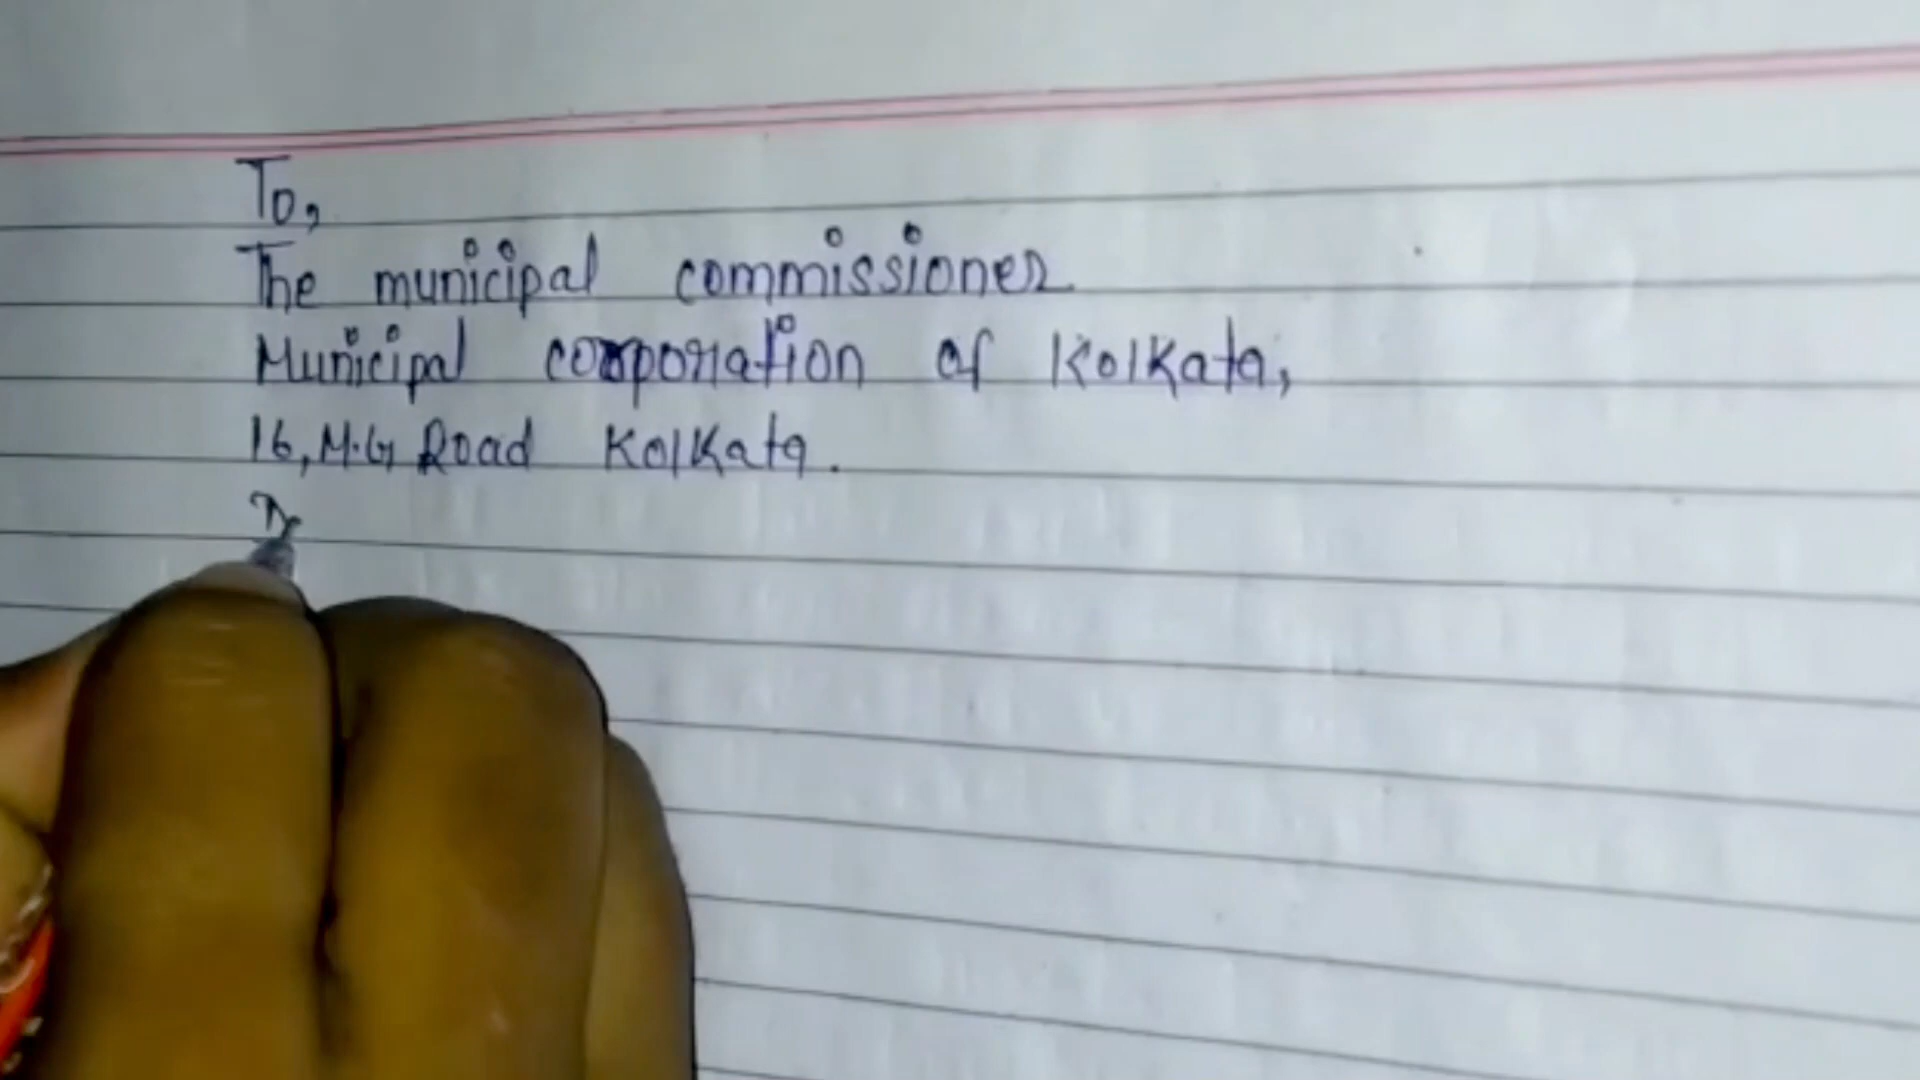 To,
The municipal commissioner
Municipal corporation of Kolkata,
16, M.G Road Kolkata.